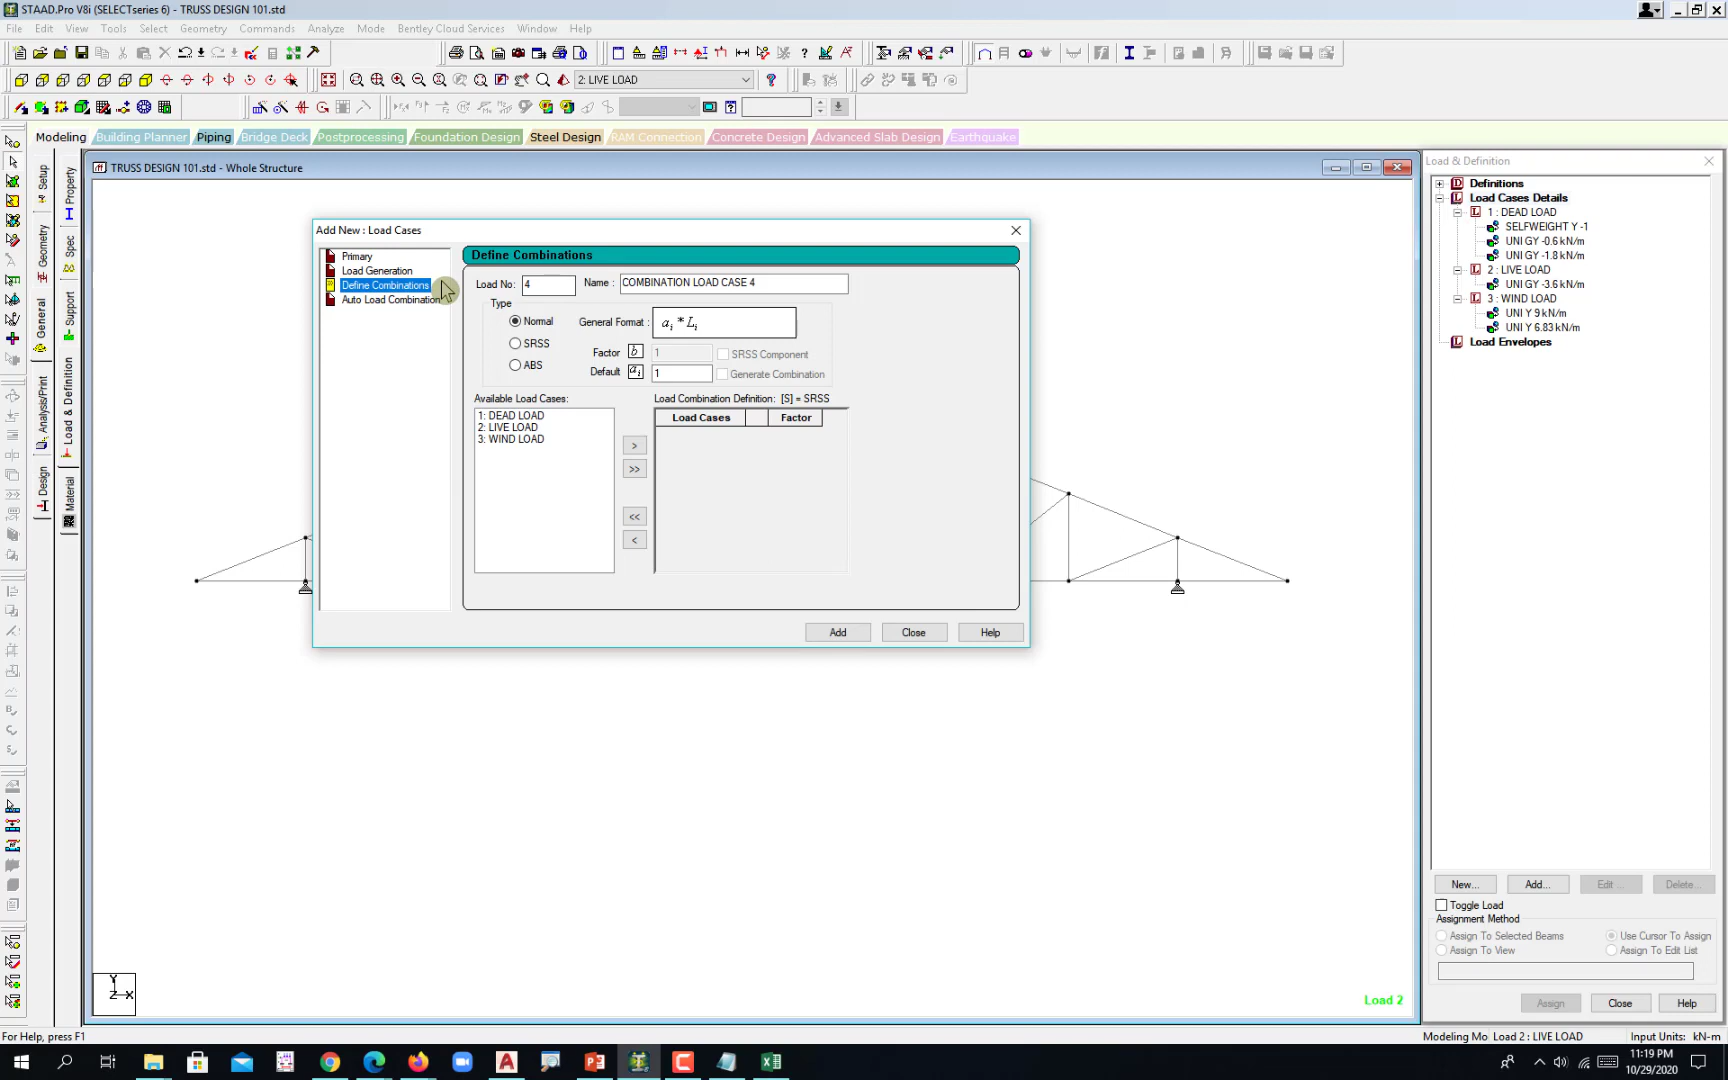 STAAD.Pro V8i (SELECTseries 6) - TRUSS DESIGN 101.std
File Edit View Tools Select Geometry Commands Analyze Mode Bentley Cloud Services Window Help
2: LIVE LOAD
Modeling Building Planner Piping Bridge Deck Postprocessing Foundation Design Steel Design RAM Connection Concrete Design Advanced Slab Design Earthquake
TRUSS DESIGN 101.std - Whole Structure
Setup
Geometry
General
Analysis/Print
Design
Property
Spec
Support
Load & Definition
Material
Add New : Load Cases
Primary
Load Generation
Define Combinations
Auto Load Combination
Define Combinations
Load No: 4 Name : COMBINATION LOAD CASE 4
Type
Normal General Format : ai * Li
SRSS Factor b 1 SRSS Component
ABS Default ai 1 Generate Combination
Available Load Cases: Load Combination Definition: [S] = SRSS
1: DEAD LOAD
2: LIVE LOAD
3: WIND LOAD
Load Cases Factor
>
>>
<<
<
Add Close Help
Load & Definition
Definitions
Load Cases Details
1 : DEAD LOAD
SELFWEIGHT Y -1
UNI GY -0.6 kN/m
UNI GY -1.8 kN/m
2 : LIVE LOAD
UNI GY -3.6 kN/m
3 : WIND LOAD
UNI Y 9 kN/m
UNI Y 6.83 kN/m
Load Envelopes
New... Add... Edit ... Delete...
Toggle Load
Assignment Method
Assign To Selected Beams Use Cursor To Assign
Assign To View Assign To Edit List
Assign Close Help
Y
Z X
Load 2
For Help, press F1 Modeling Mo Load 2 : LIVE LOAD Input Units: kN-m
11:19 PM
10/29/2020